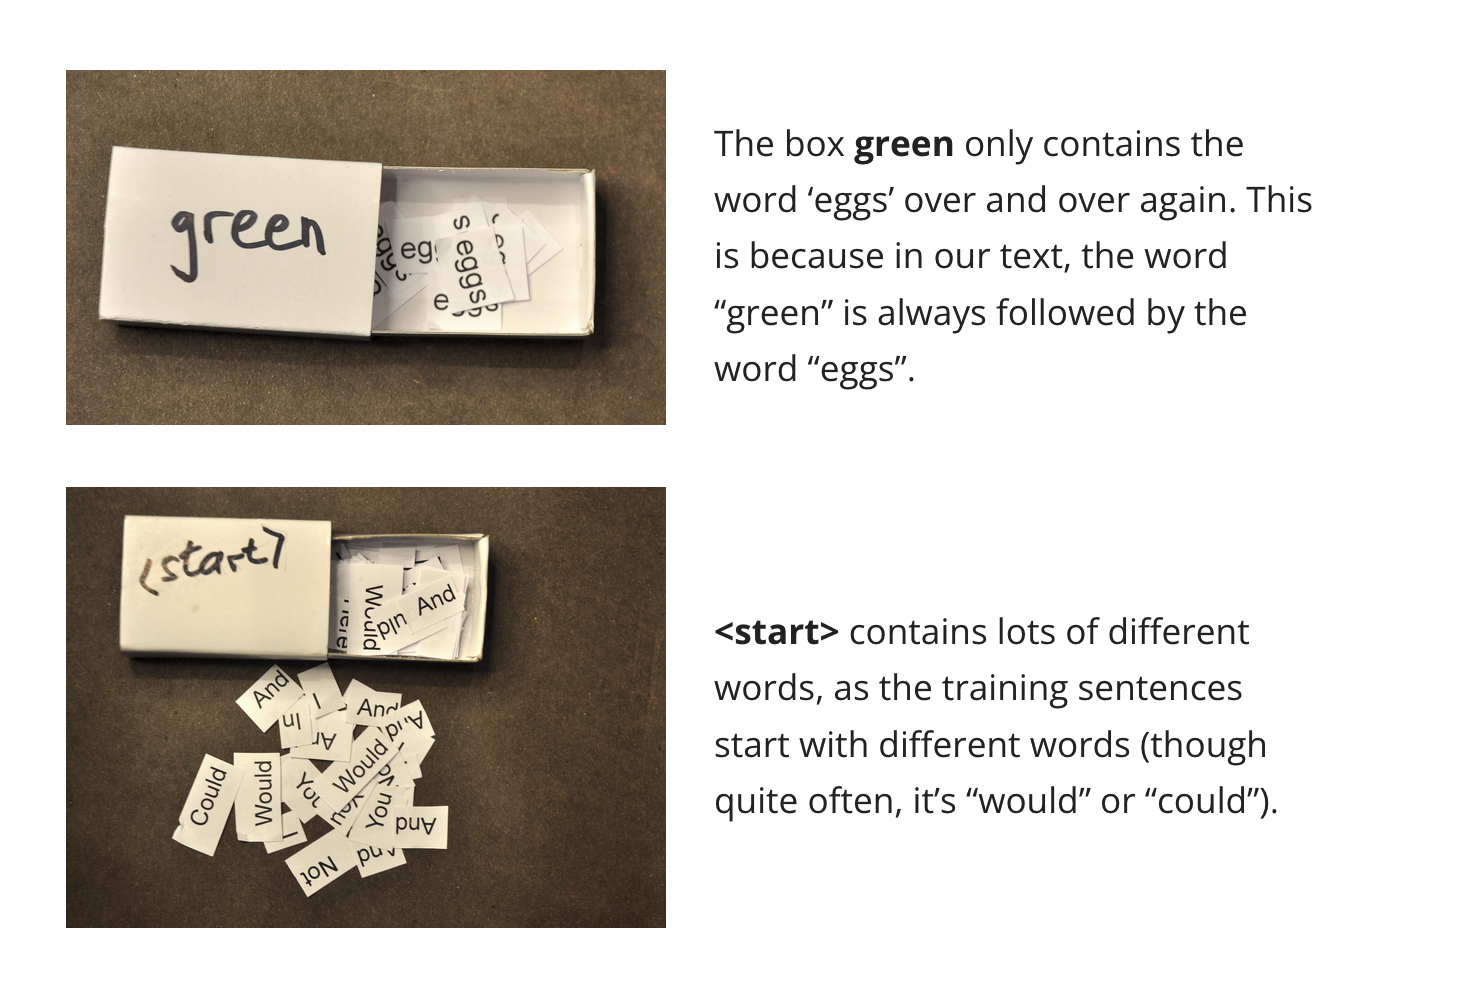 green
eggs
The box green only contains the
word ‘eggs’ over and over again. This
is because in our text, the word
“green” is always followed by the
word “eggs”.
<start>
Would
And
And
In
I
And
Could
Would
You
Would
You
And
Not
And
<start> contains lots of different
words, as the training sentences
start with different words (though
quite often, it’s “would” or “could”).